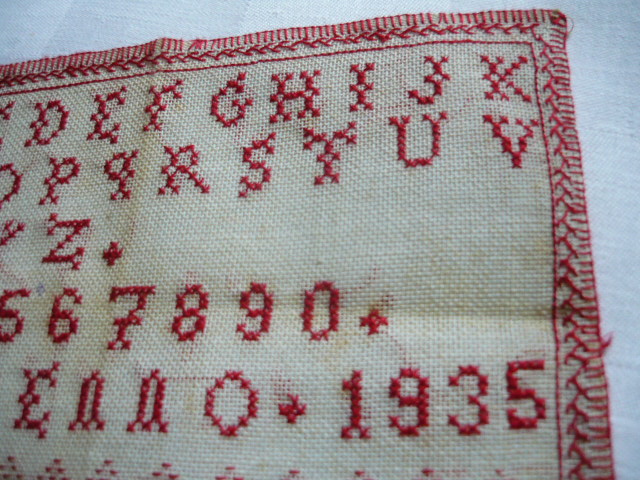 D E F G H I J K
O P Q R S T U V
Y Z.
5 6 7 8 9 0.
E N N O . 1935